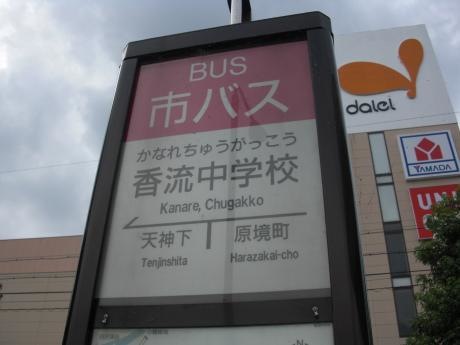 BUS
市バス
かなれちゅうがっこう
香流中学校
Kanare, Chugakko
天神下
原境町
Tenjinshita
Harazakai-cho
daiei
YAMADA
UNI